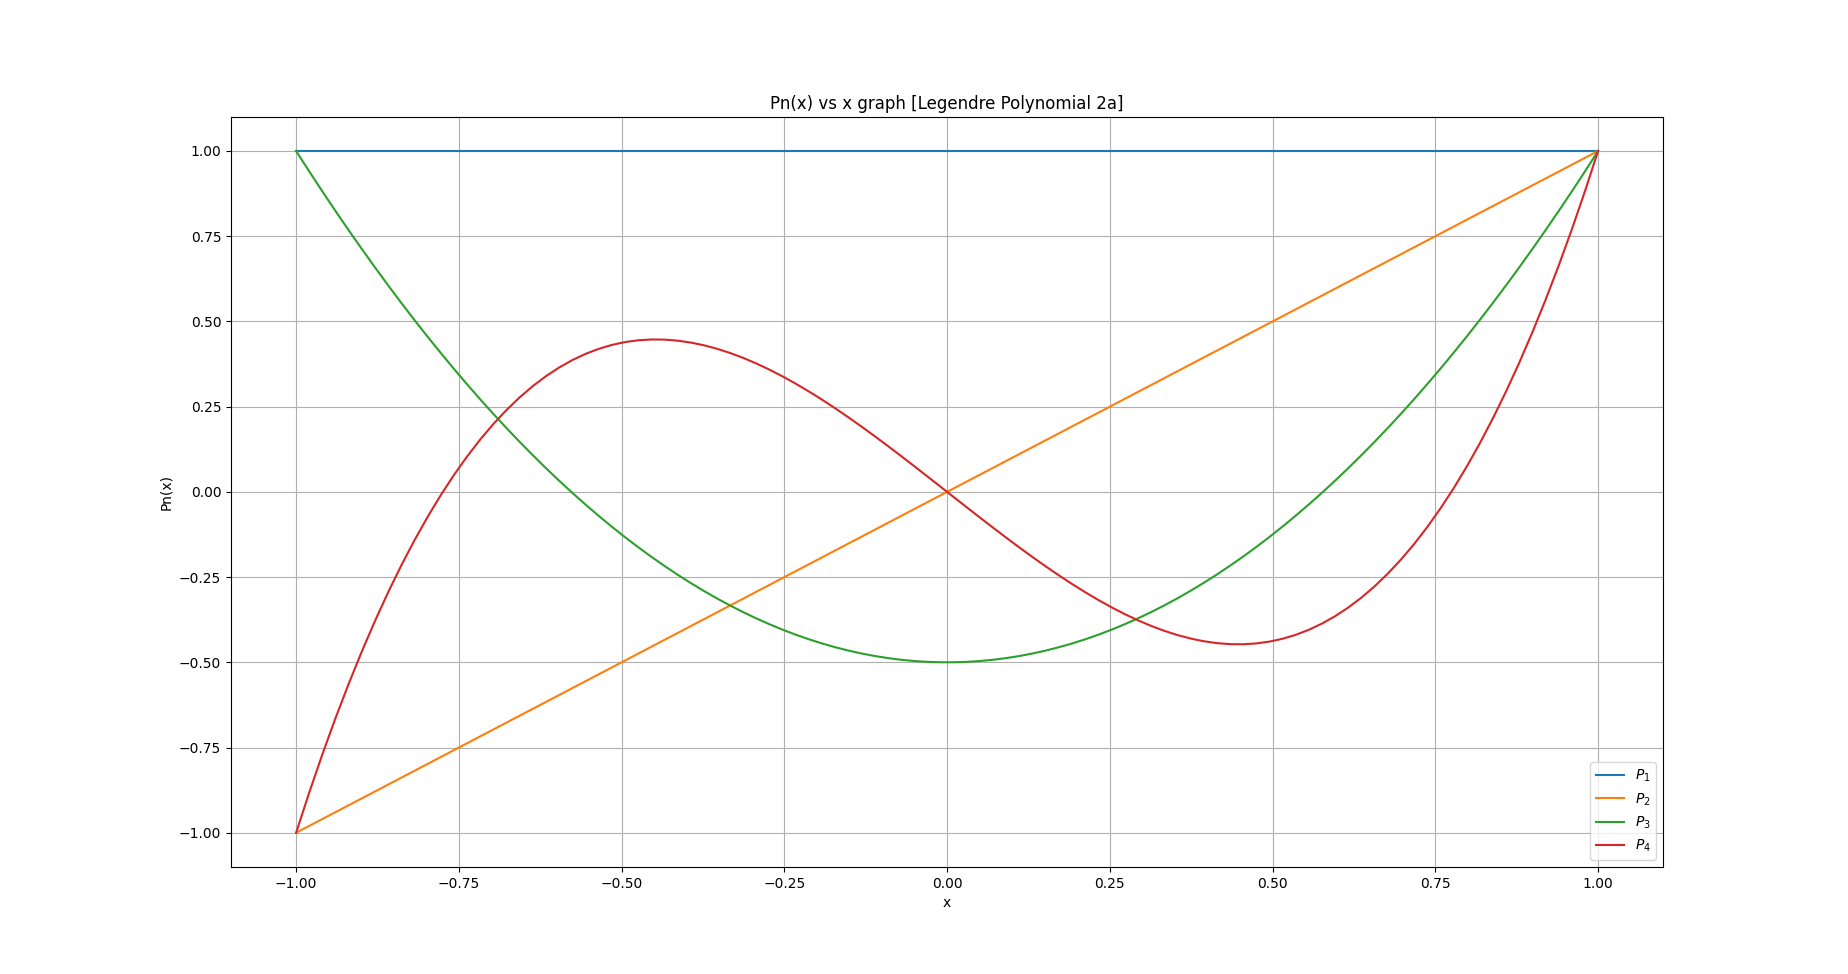 Pn(x) vs x graph [Legendre Polynomial 2a]
1.00
0.75
0.50
0.25
0.00
−0.25
−0.50
−0.75
−1.00
Pn(x)
−1.00 −0.75 −0.50 −0.25 0.00 0.25 0.50 0.75 1.00
x
P₁
P₂
P₃
P₄